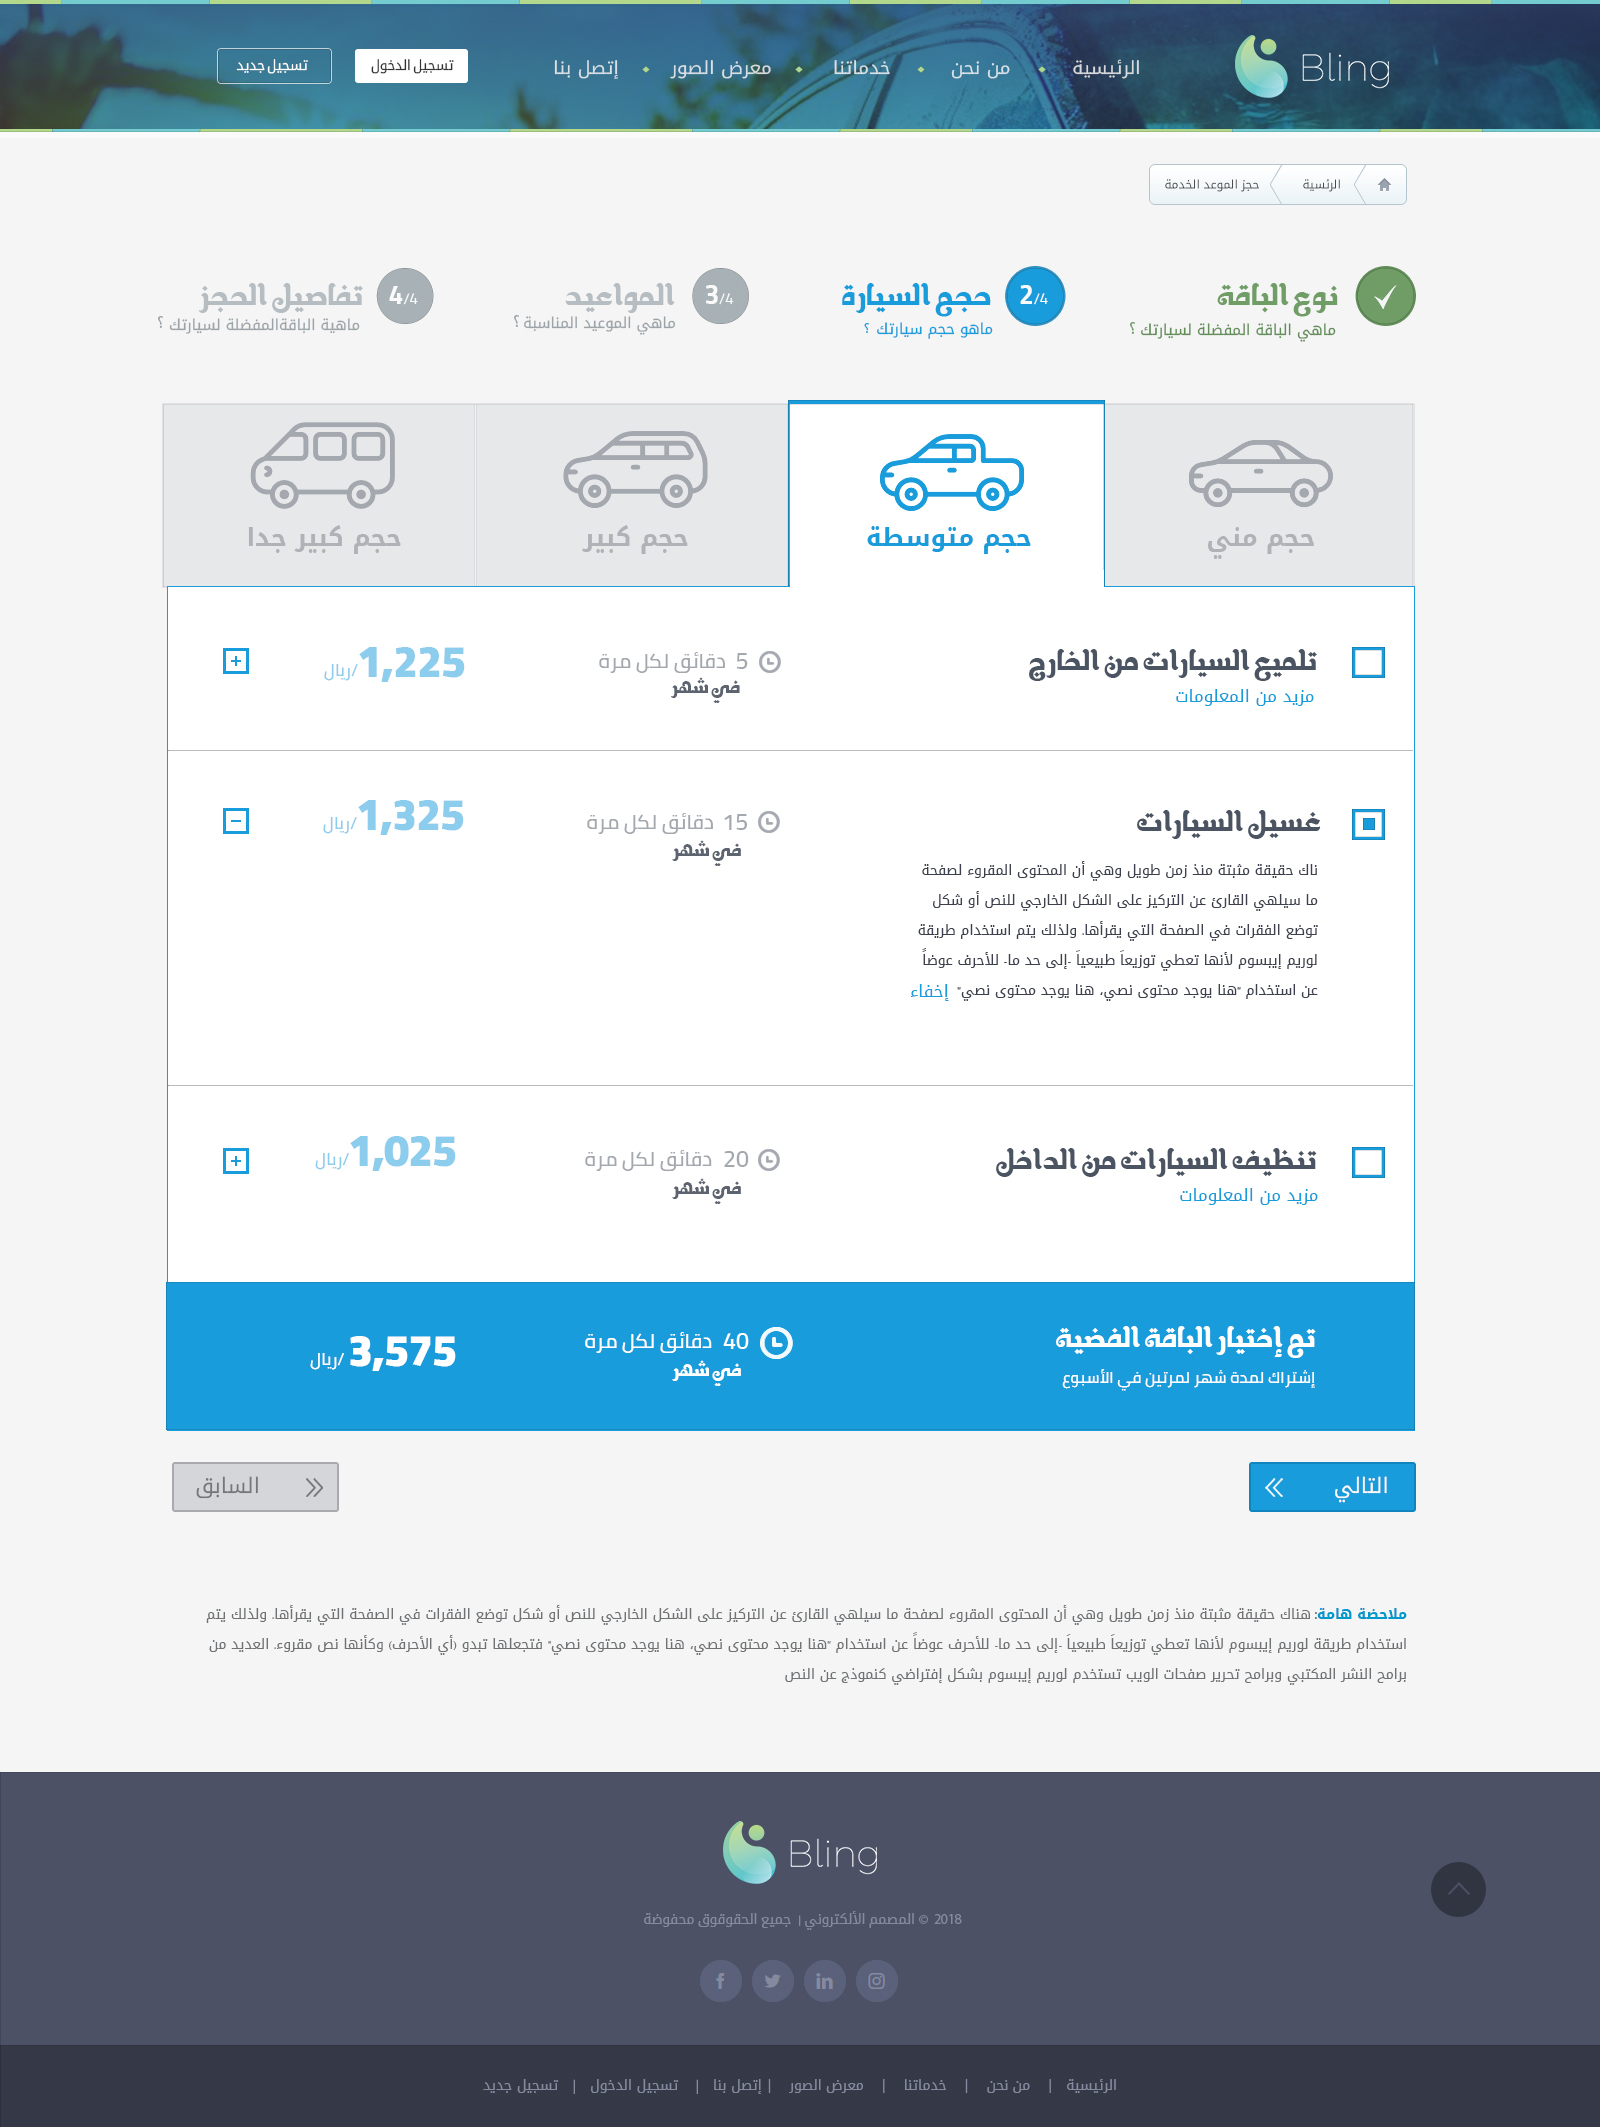 Bling
الرئيسية
من نحن
خدماتنا
معرض الصور
إتصل بنا
تسجيل الدخول
تسجيل جديد
الرئسية
حجز الموعد الخدمة
نوع الباقة
ماهي الباقة المفضلة لسيارتك ؟
2/4
حجم السيارة
ماهو حجم سيارتك ؟
3/4
المواعيد
ماهي الموعيد المناسبة ؟
4/4
تفاصيل الحجز
ماهية الباقةالمفضلة لسيارتك ؟
حجم مني
حجم متوسطة
حجم كبير
حجم كبير جدا
تلميع السيارات من الخارج
مزيد من المعلومات
5 دقائق لكل مرة
في شهر
1,225/ريال
غسيل السيارات
ناك حقيقة مثبتة منذ زمن طويل وهي أن المحتوى المقروء لصفحة
ما سيلهي القارئ عن التركيز على الشكل الخارجي للنص أو شكل
توضع الفقرات في الصفحة التي يقرأها. ولذلك يتم استخدام طريقة
لوريم إيبسوم لأنها تعطي توزيعاَ طبيعياَ -إلى حد ما- للأحرف عوضاً
عن استخدام "هنا يوجد محتوى نصي، هنا يوجد محتوى نصي" إخفاء
15 دقائق لكل مرة
في شهر
1,325/ريال
تنظيف السيارات من الداخل
مزيد من المعلومات
20 دقائق لكل مرة
في شهر
1,025/ريال
تم إختيار الباقة الفضية
إشتراك لمدة شهر لمرتين في الأسبوع
40 دقائق لكل مرة
في شهر
3,575 /ريال
التالي
السابق
ملاحضة هامة: هناك حقيقة مثبتة منذ زمن طويل وهي أن المحتوى المقروء لصفحة ما سيلهي القارئ عن التركيز على الشكل الخارجي للنص أو شكل توضع الفقرات في الصفحة التي يقرأها. ولذلك يتم
استخدام طريقة لوريم إيبسوم لأنها تعطي توزيعاَ طبيعياَ -إلى حد ما- للأحرف عوضاً عن استخدام "هنا يوجد محتوى نصي، هنا يوجد محتوى نصي" فتجعلها تبدو (أي الأحرف) وكأنها نص مقروء. العديد من
برامح النشر المكتبي وبرامح تحرير صفحات الويب تستخدم لوريم إيبسوم بشكل إفتراضي كنموذج عن النص
Bling
2018 © المصمم الألكتروني | جميع الحقوقوق محفوضة
الرئيسية | من نحن | خدماتنا | معرض الصور | إتصل بنا | تسجيل الدخول | تسجيل جديد